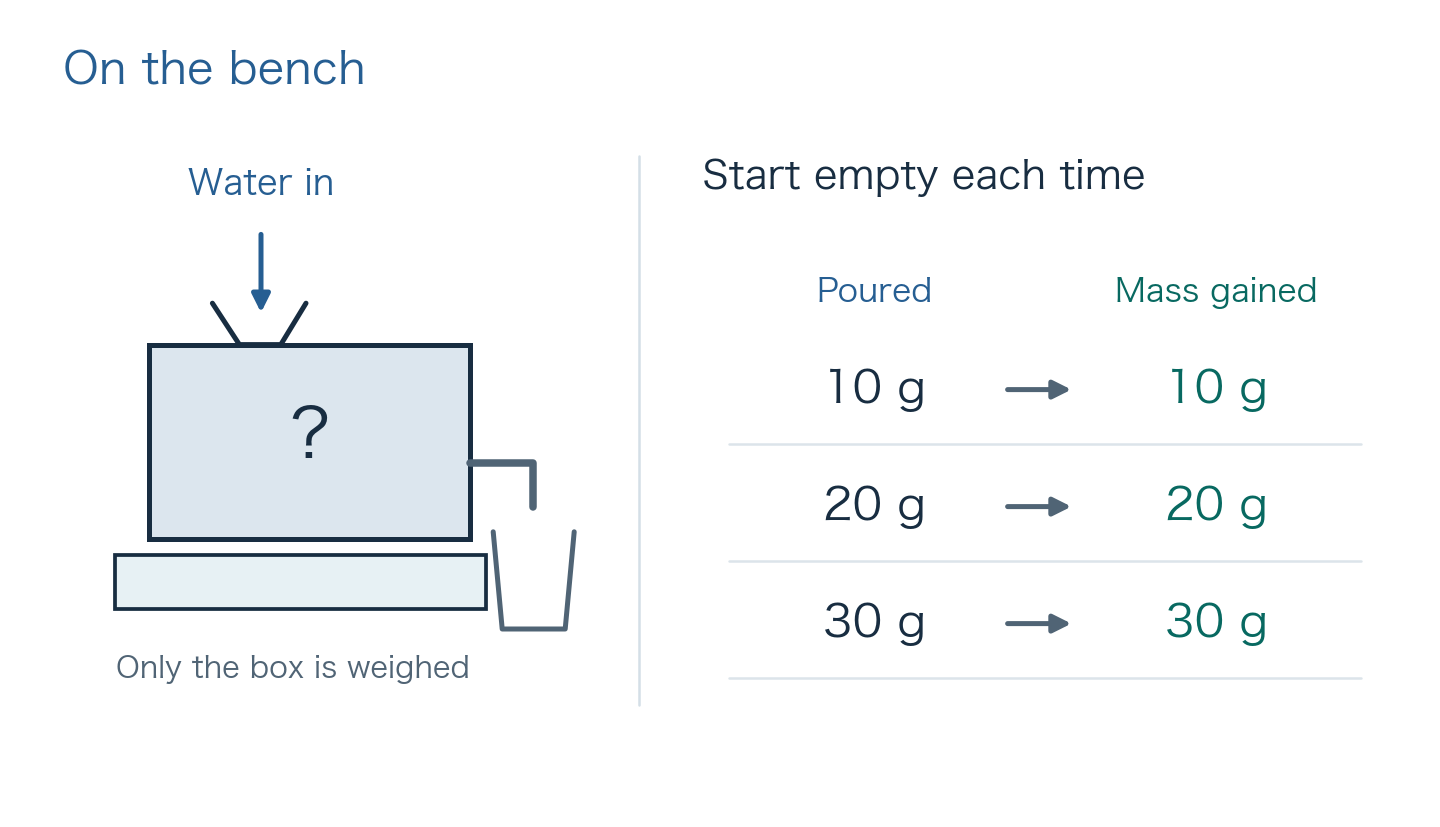 On the bench
Water in
?
Only the box is weighed
Start empty each time
Poured Mass gained
10 g → 10 g
20 g → 20 g
30 g → 30 g